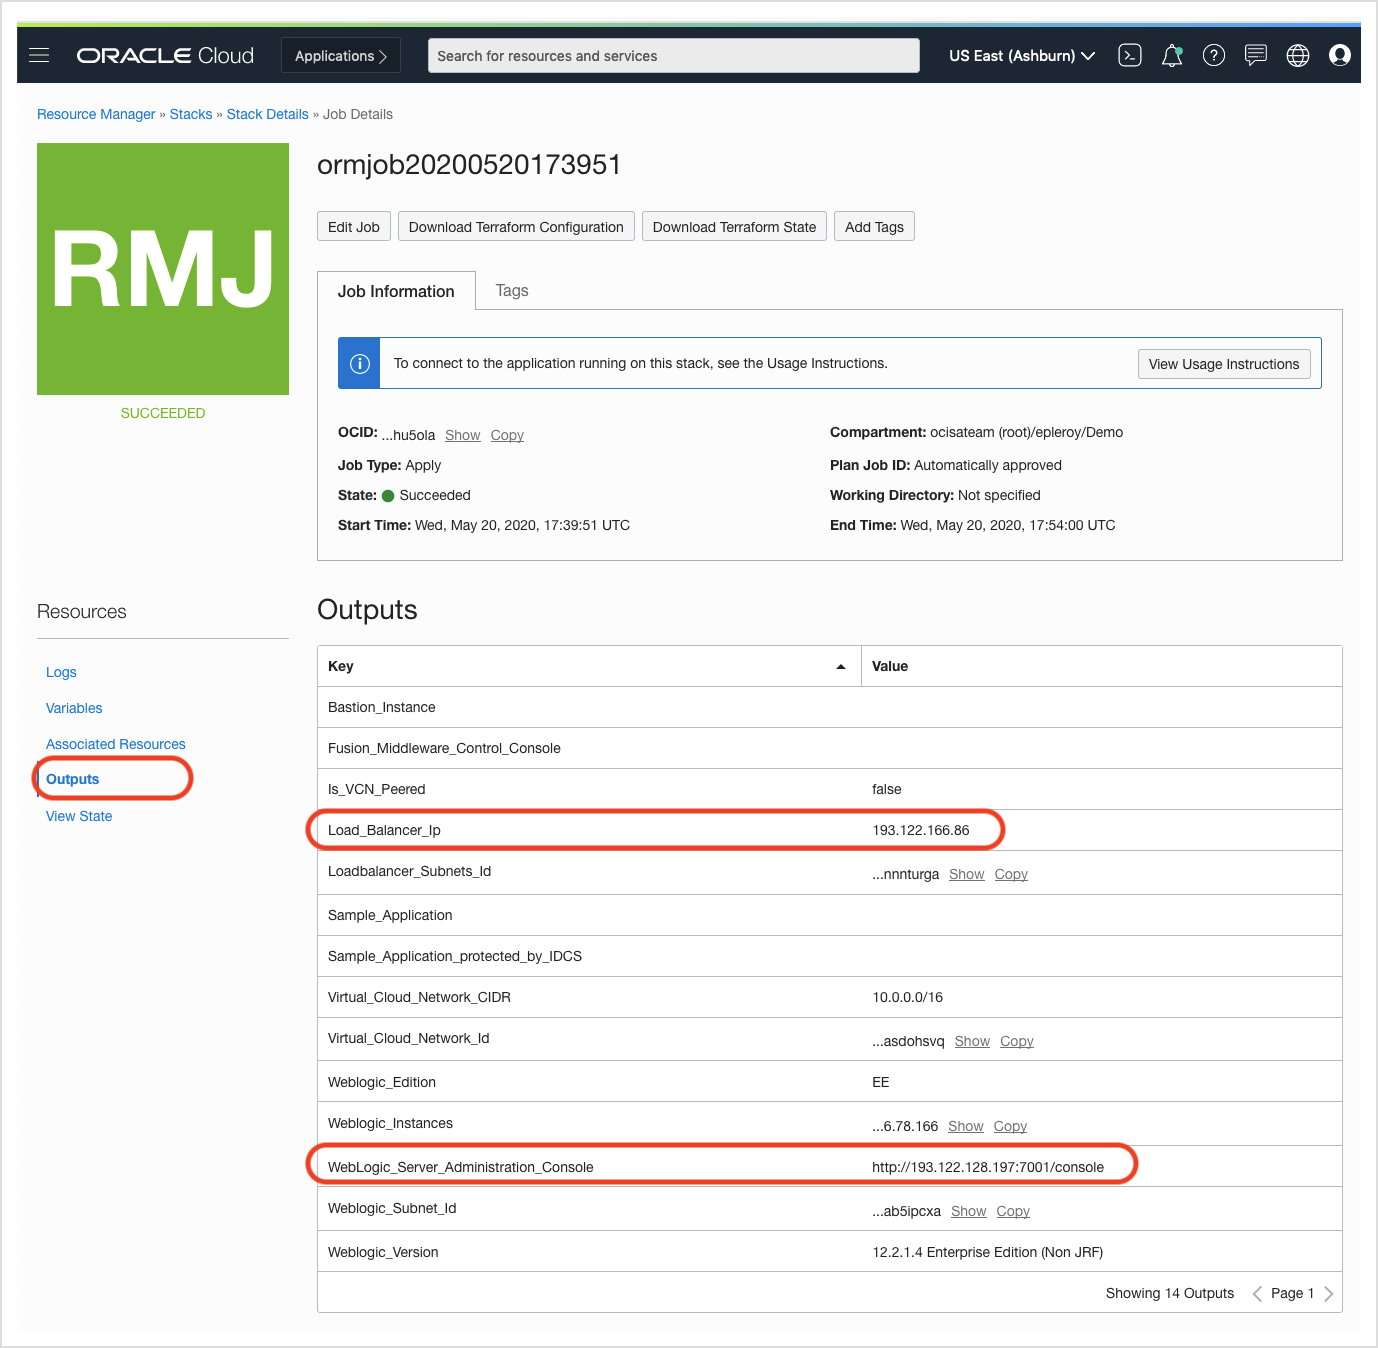 ORACLE Cloud
Applications
Search for resources and services
US East (Ashburn)
Resource Manager » Stacks » Stack Details » Job Details
RMJ
SUCCEEDED
ormjob20200520173951
Edit Job
Download Terraform Configuration
Download Terraform State
Add Tags
Job Information
Tags
To connect to the application running on this stack, see the Usage Instructions.
View Usage Instructions
OCID: ...hu5ola Show Copy
Job Type: Apply
State: Succeeded
Start Time: Wed, May 20, 2020, 17:39:51 UTC
Compartment: ocisateam (root)/epleroy/Demo
Plan Job ID: Automatically approved
Working Directory: Not specified
End Time: Wed, May 20, 2020, 17:54:00 UTC
Resources
Logs
Variables
Associated Resources
Outputs
View State
Outputs
Key Value
Bastion_Instance
Fusion_Middleware_Control_Console
Is_VCN_Peered false
Load_Balancer_Ip 193.122.166.86
Loadbalancer_Subnets_Id ...nnnturga Show Copy
Sample_Application
Sample_Application_protected_by_IDCS
Virtual_Cloud_Network_CIDR 10.0.0.0/16
Virtual_Cloud_Network_Id ...asdohsvq Show Copy
Weblogic_Edition EE
Weblogic_Instances ...6.78.166 Show Copy
WebLogic_Server_Administration_Console http://193.122.128.197:7001/console
Weblogic_Subnet_Id ...ab5ipcxa Show Copy
Weblogic_Version 12.2.1.4 Enterprise Edition (Non JRF)
Showing 14 Outputs
Page 1